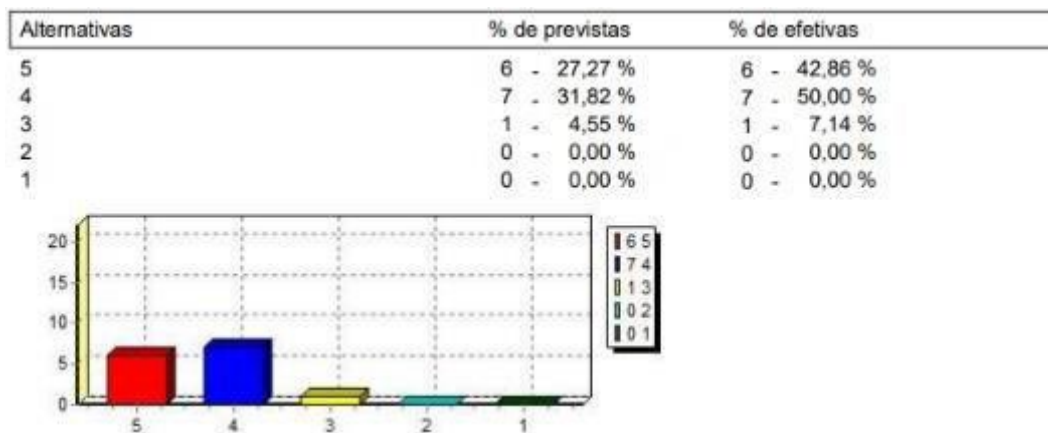 Alternativas % de previstas % de efetivas
5 6 - 27,27 % 6 - 42,86 %
4 7 - 31,82 % 7 - 50,00 %
3 1 - 4,55 % 1 - 7,14 %
2 0 - 0,00 % 0 - 0,00 %
1 0 - 0,00 % 0 - 0,00 %
20
15
10
5
0
5 4 3 2 1
6 5
7 4
1 3
0 2
0 1